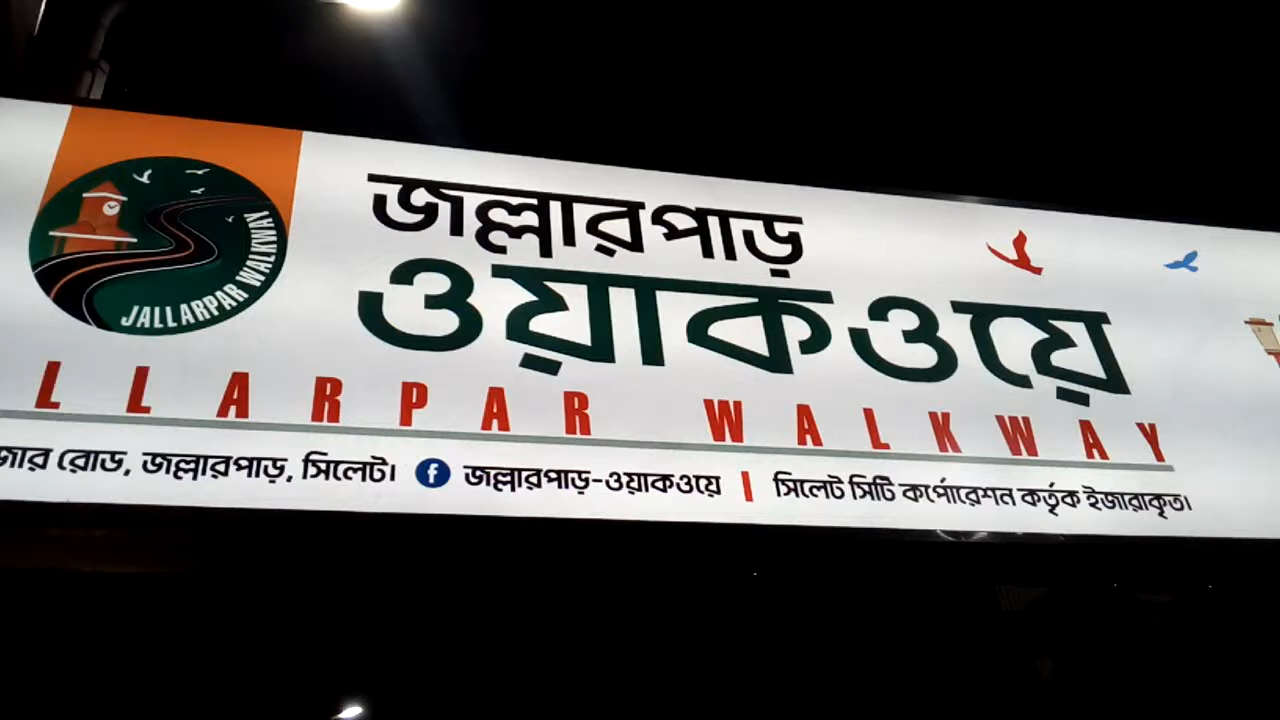 JALLARPAR WALKWAY
জল্লারপাড়
ওয়াকওয়ে
LLARPAR WALKWAY
জার রোড, জল্লারপাড়, সিলেট। f জল্লারপাড়-ওয়াকওয়ে | সিলেট সিটি কর্পোরেশন কর্তৃক ইজারাকৃত।